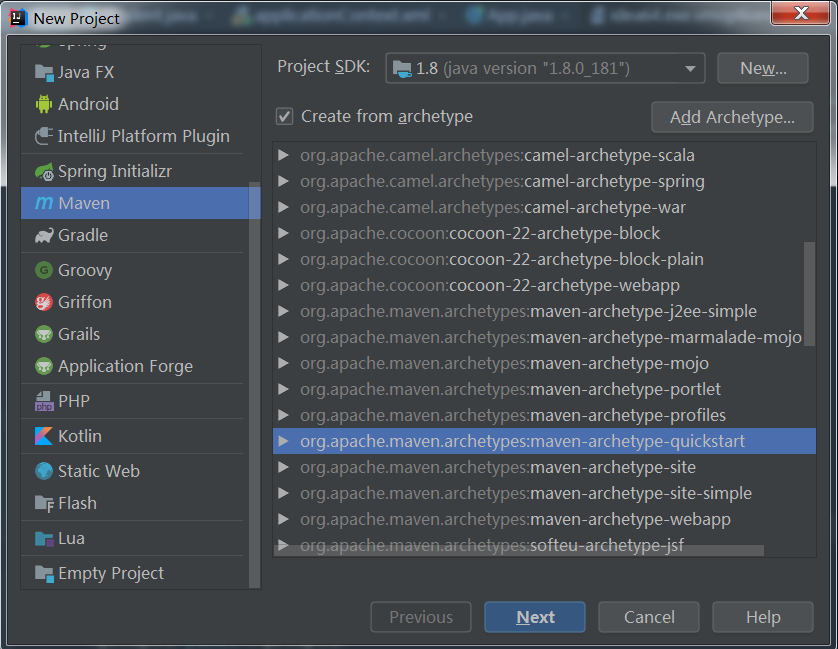 New Project
Spring
Java FX
Android
IntelliJ Platform Plugin
Spring Initializr
Maven
Gradle
Groovy
Griffon
Grails
Application Forge
PHP
Kotlin
Static Web
Flash
Lua
Empty Project
Project SDK: 1.8 (java version "1.8.0_181") New...
Create from archetype Add Archetype...
org.apache.camel.archetypes:camel-archetype-scala
org.apache.camel.archetypes:camel-archetype-spring
org.apache.camel.archetypes:camel-archetype-war
org.apache.cocoon:cocoon-22-archetype-block
org.apache.cocoon:cocoon-22-archetype-block-plain
org.apache.cocoon:cocoon-22-archetype-webapp
org.apache.maven.archetypes:maven-archetype-j2ee-simple
org.apache.maven.archetypes:maven-archetype-marmalade-mojo
org.apache.maven.archetypes:maven-archetype-mojo
org.apache.maven.archetypes:maven-archetype-portlet
org.apache.maven.archetypes:maven-archetype-profiles
org.apache.maven.archetypes:maven-archetype-quickstart
org.apache.maven.archetypes:maven-archetype-site
org.apache.maven.archetypes:maven-archetype-site-simple
org.apache.maven.archetypes:maven-archetype-webapp
org.apache.maven.archetypes:softeu-archetype-jsf
Previous Next Cancel Help